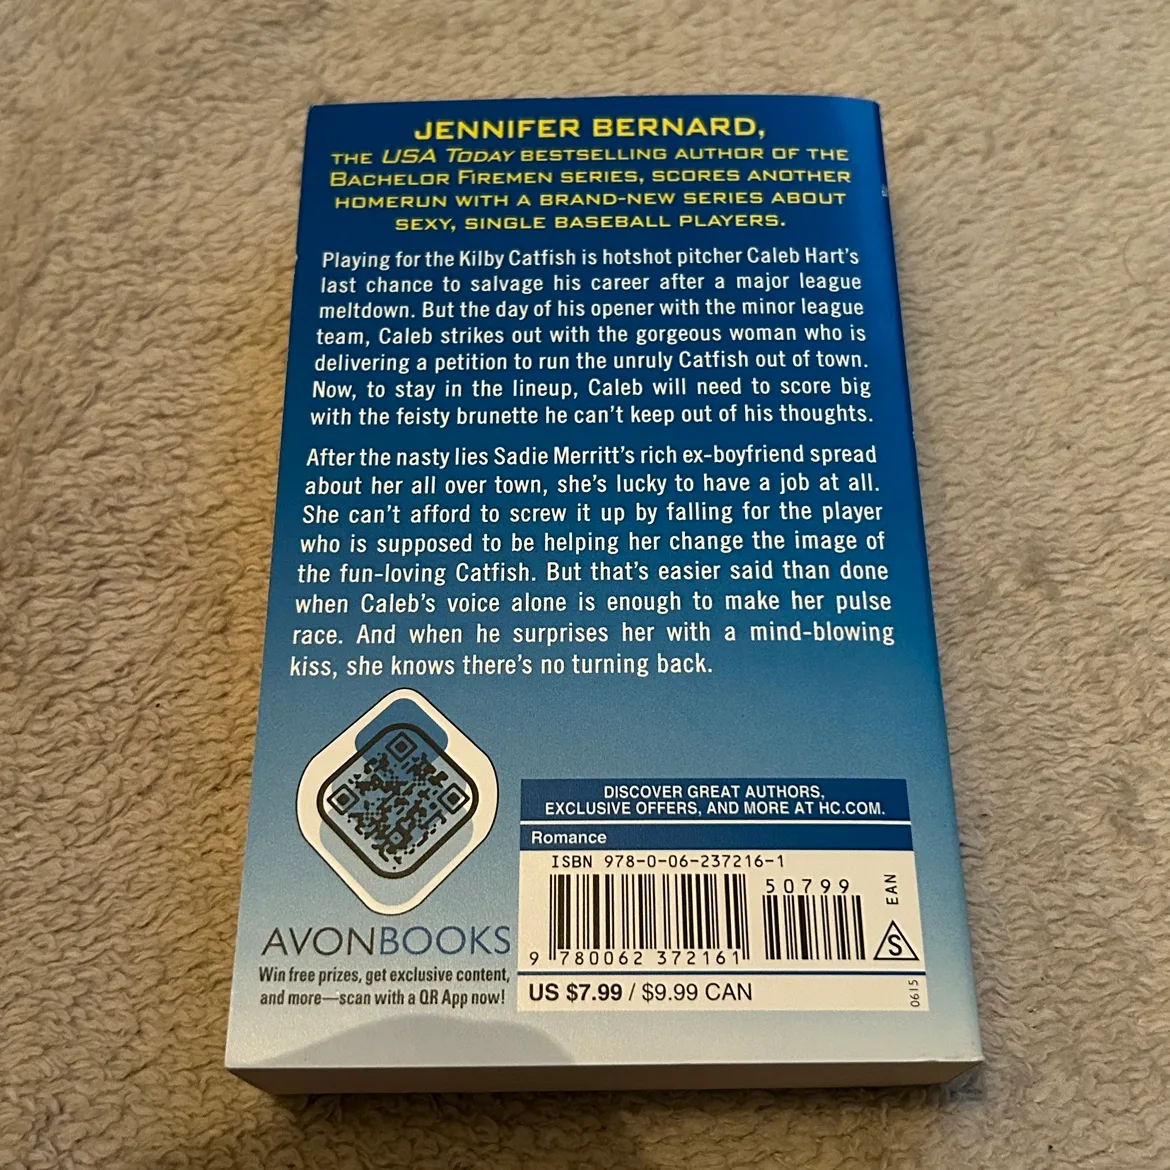 JENNIFER BERNARD,
THE USA TODAY BESTSELLING AUTHOR OF THE
BACHELOR FIREMEN SERIES, SCORES ANOTHER
HOMERUN WITH A BRAND-NEW SERIES ABOUT
SEXY, SINGLE BASEBALL PLAYERS.
Playing for the Kilby Catfish is hotshot pitcher Caleb Hart's
last chance to salvage his career after a major league
meltdown. But the day of his opener with the minor league
team, Caleb strikes out with the gorgeous woman who is
delivering a petition to run the unruly Catfish out of town.
Now, to stay in the lineup, Caleb will need to score big
with the feisty brunette he can't keep out of his thoughts.
After the nasty lies Sadie Merritt's rich ex-boyfriend spread
about her all over town, she's lucky to have a job at all.
She can't afford to screw it up by falling for the player
who is supposed to be helping her change the image of
the fun-loving Catfish. But that's easier said than done
when Caleb's voice alone is enough to make her pulse
race. And when he surprises her with a mind-blowing
kiss, she knows there's no turning back.
AVONBOOKS
Win free prizes, get exclusive content,
and more—scan with a QR App now!
DISCOVER GREAT AUTHORS,
EXCLUSIVE OFFERS, AND MORE AT HC.COM.
Romance
ISBN 978-0-06-237216-1
50799
EAN
S
9 780062 372161
US $7.99 / $9.99 CAN
0615